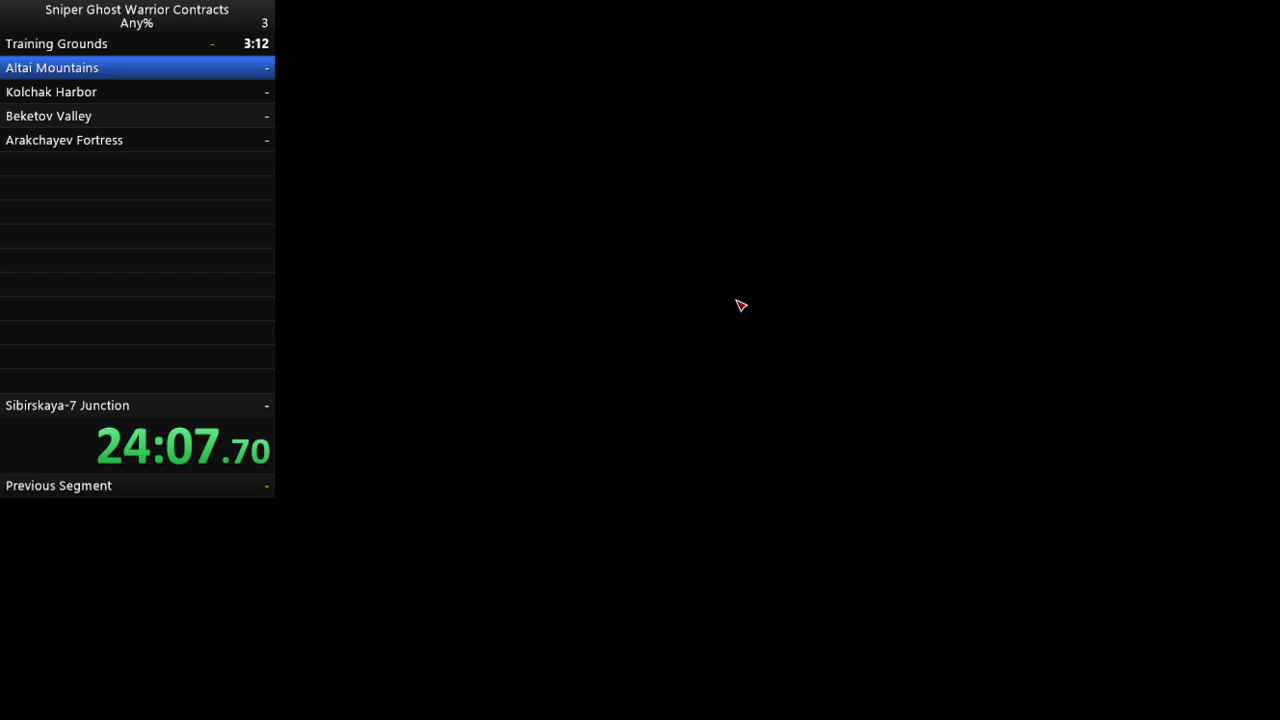 Sniper Ghost Warrior Contracts
Any% 3
Training Grounds - 3:12
Altai Mountains -
Kolchak Harbor -
Beketov Valley -
Arakchayev Fortress -
Sibirskaya-7 Junction -
24:07.70
Previous Segment -